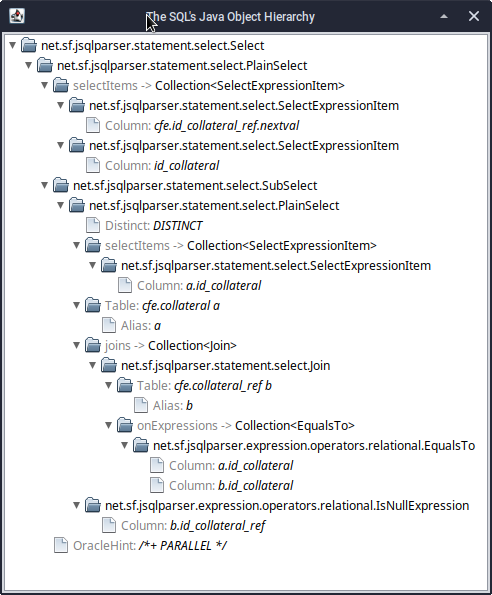 The SQL's Java Object Hierarchy
net.sf.jsqlparser.statement.select.Select
net.sf.jsqlparser.statement.select.PlainSelect
selectItems -> Collection<SelectExpressionItem>
net.sf.jsqlparser.statement.select.SelectExpressionItem
Column: cfe.id_collateral_ref.nextval
net.sf.jsqlparser.statement.select.SelectExpressionItem
Column: id_collateral
net.sf.jsqlparser.statement.select.SubSelect
net.sf.jsqlparser.statement.select.PlainSelect
Distinct: DISTINCT
selectItems -> Collection<SelectExpressionItem>
net.sf.jsqlparser.statement.select.SelectExpressionItem
Column: a.id_collateral
Table: cfe.collateral a
Alias: a
joins -> Collection<Join>
net.sf.jsqlparser.statement.select.Join
Table: cfe.collateral_ref b
Alias: b
onExpressions -> Collection<EqualsTo>
net.sf.jsqlparser.expression.operators.relational.EqualsTo
Column: a.id_collateral
Column: b.id_collateral
net.sf.jsqlparser.expression.operators.relational.IsNullExpression
Column: b.id_collateral_ref
OracleHint: /*+ PARALLEL */